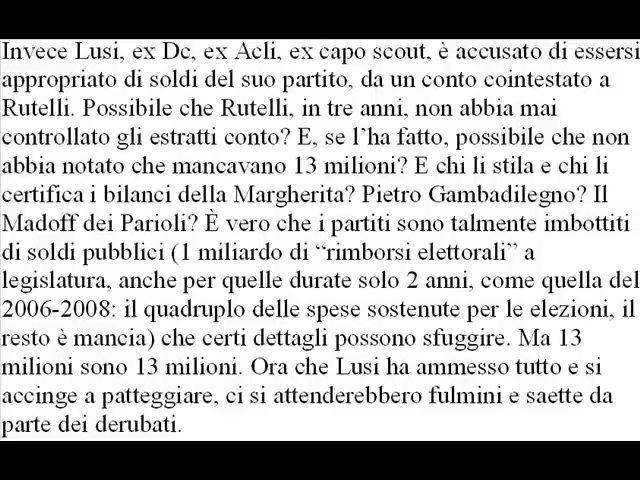 Invece Lusi, ex Dc, ex Acli, ex capo scout, è accusato di essersi
appropriato di soldi del suo partito, da un conto cointestato a
Rutelli. Possibile che Rutelli, in tre anni, non abbia mai
controllato gli estratti conto? E, se l’ha fatto, possibile che non
abbia notato che mancavano 13 milioni? E chi li stila e chi li
certifica i bilanci della Margherita? Pietro Gambadilegno? Il
Madoff dei Parioli? È vero che i partiti sono talmente imbottiti
di soldi pubblici (1 miliardo di “rimborsi elettorali” a
legislatura, anche per quelle durate solo 2 anni, come quella del
2006-2008: il quadruplo delle spese sostenute per le elezioni, il
resto è mancia) che certi dettagli possono sfuggire. Ma 13
milioni sono 13 milioni. Ora che Lusi ha ammesso tutto e si
accinge a patteggiare, ci si attenderebbero fulmini e saette da
parte dei derubati.